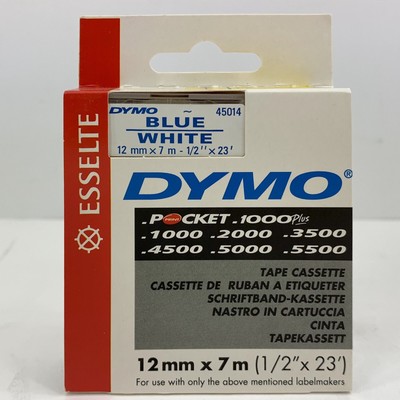 ESSELTE
DYMO ~ 45014
BLUE
WHITE
12 mm x 7 m - 1/2'' x 23'
DYMO®
.POCKET .1000 Plus
.1000 .2000 .3500
.4500 .5000 .5500
TAPE CASSETTE
CASSETTE DE RUBAN A ETIQUETER
SCHRIFTBAND-KASSETTE
NASTRO IN CARTUCCIA
CINTA
TAPEKASSETT
12 mm x 7 m (1/2" x 23')
For use with only the above mentioned labelmakers